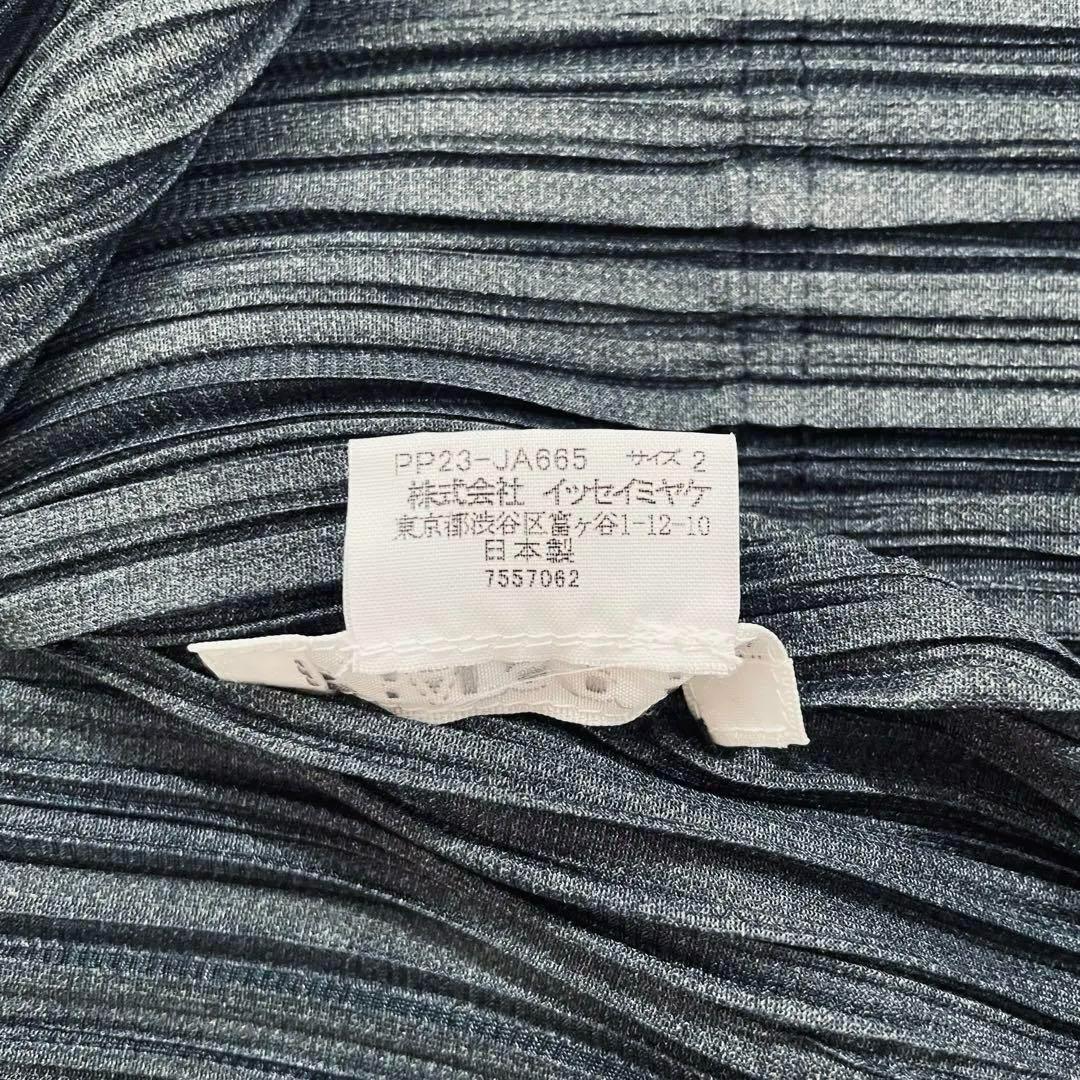 PP23-JA665 サイズ 2
株式会社 イッセイミヤケ
東京都渋谷区富ヶ谷1-12-10
日本製
7557062